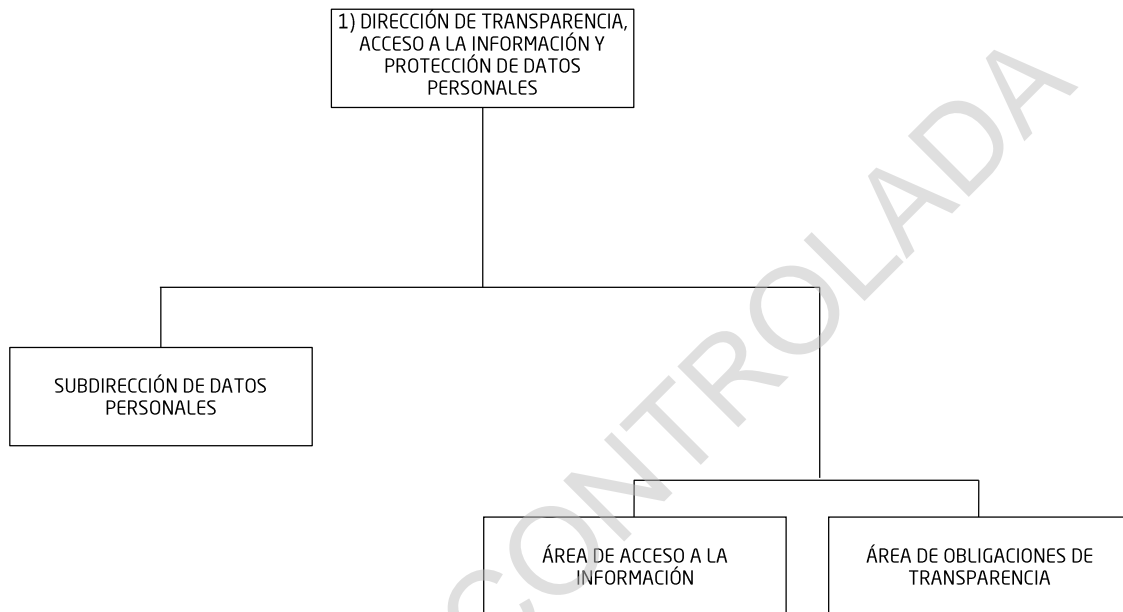 1) DIRECCIÓN DE TRANSPARENCIA,
ACCESO A LA INFORMACIÓN Y
PROTECCIÓN DE DATOS
PERSONALES
SUBDIRECCIÓN DE DATOS
PERSONALES
ÁREA DE ACCESO A LA
INFORMACIÓN
ÁREA DE OBLIGACIONES DE
TRANSPARENCIA
CONTROLADA